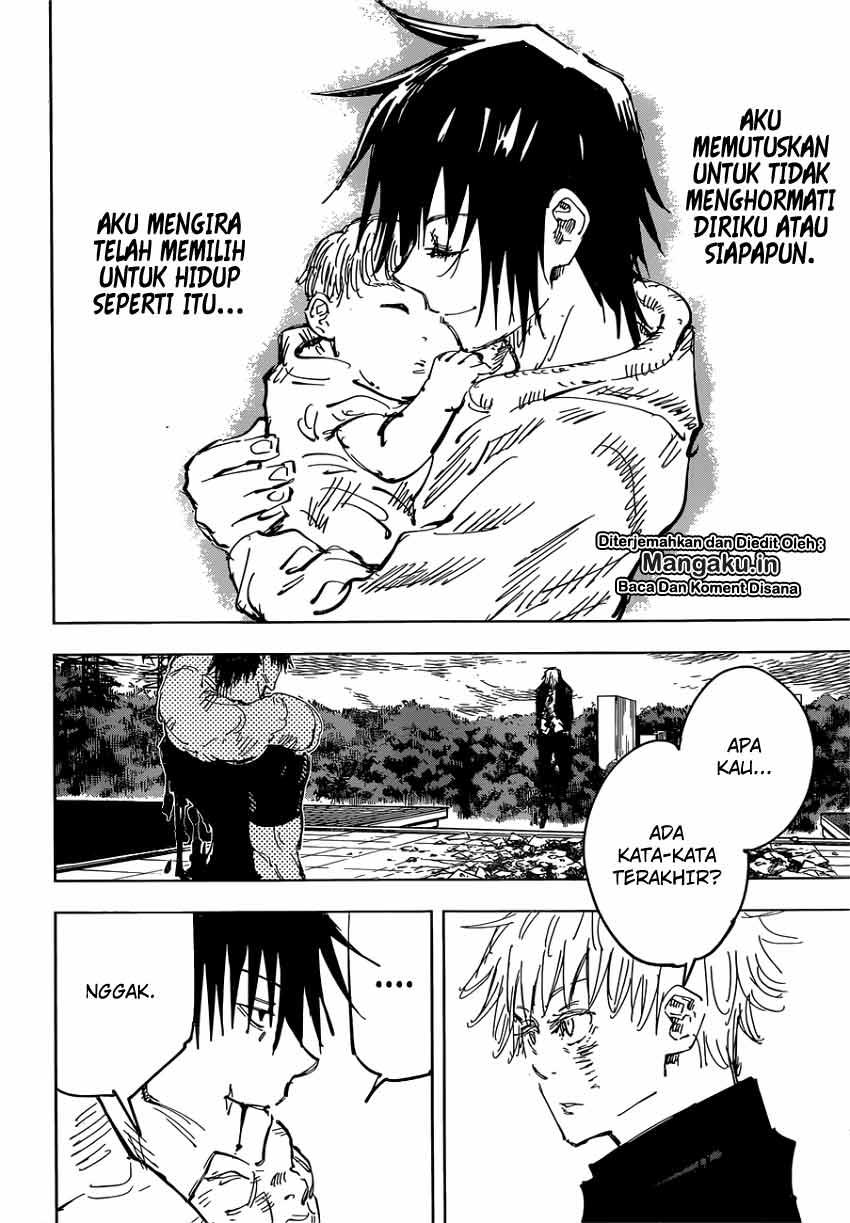 AKU
MEMUTUSKAN
UNTUK TIDAK
MENGHORMATI
DIRIKU ATAU
SIAPAPUN.
AKU MENGIRA
TELAH MEMILIH
UNTUK HIDUP
SEPERTI ITU...
Diterjemahkan dan Diedit Oleh:
Mangaku.in
Baca Dan Koment Disana
APA
KAU...
ADA
KATA-KATA
TERAKHIR?
....
NGGAK.